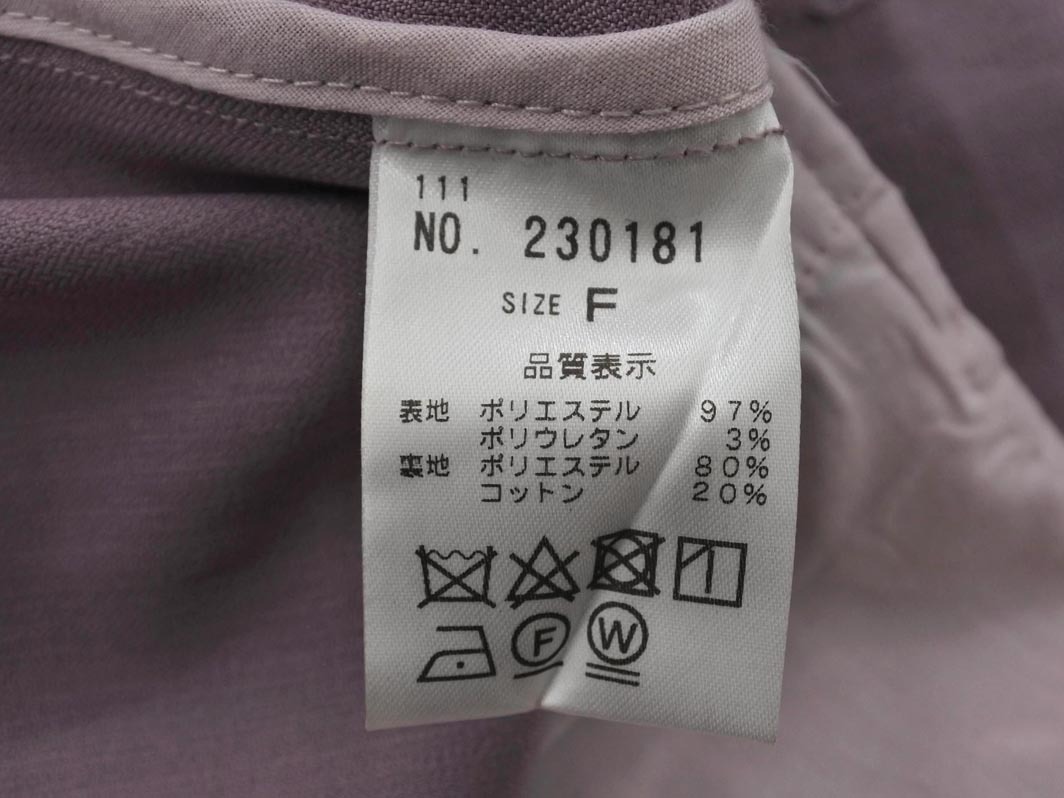 111
NO. 230181
SIZE F
品質表示
表地 ポリエステル 97%
ポリウレタン 3%
裏地 ポリエステル 80%
コットン 20%
F W